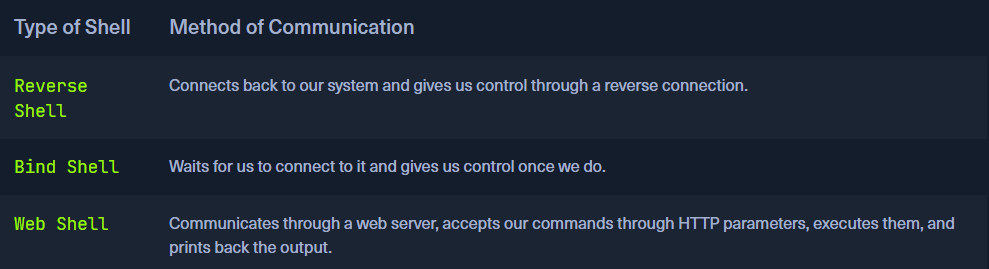 Type of Shell Method of Communication
Reverse Shell Connects back to our system and gives us control through a reverse connection.
Bind Shell Waits for us to connect to it and gives us control once we do.
Web Shell Communicates through a web server, accepts our commands through HTTP parameters, executes them, and
prints back the output.